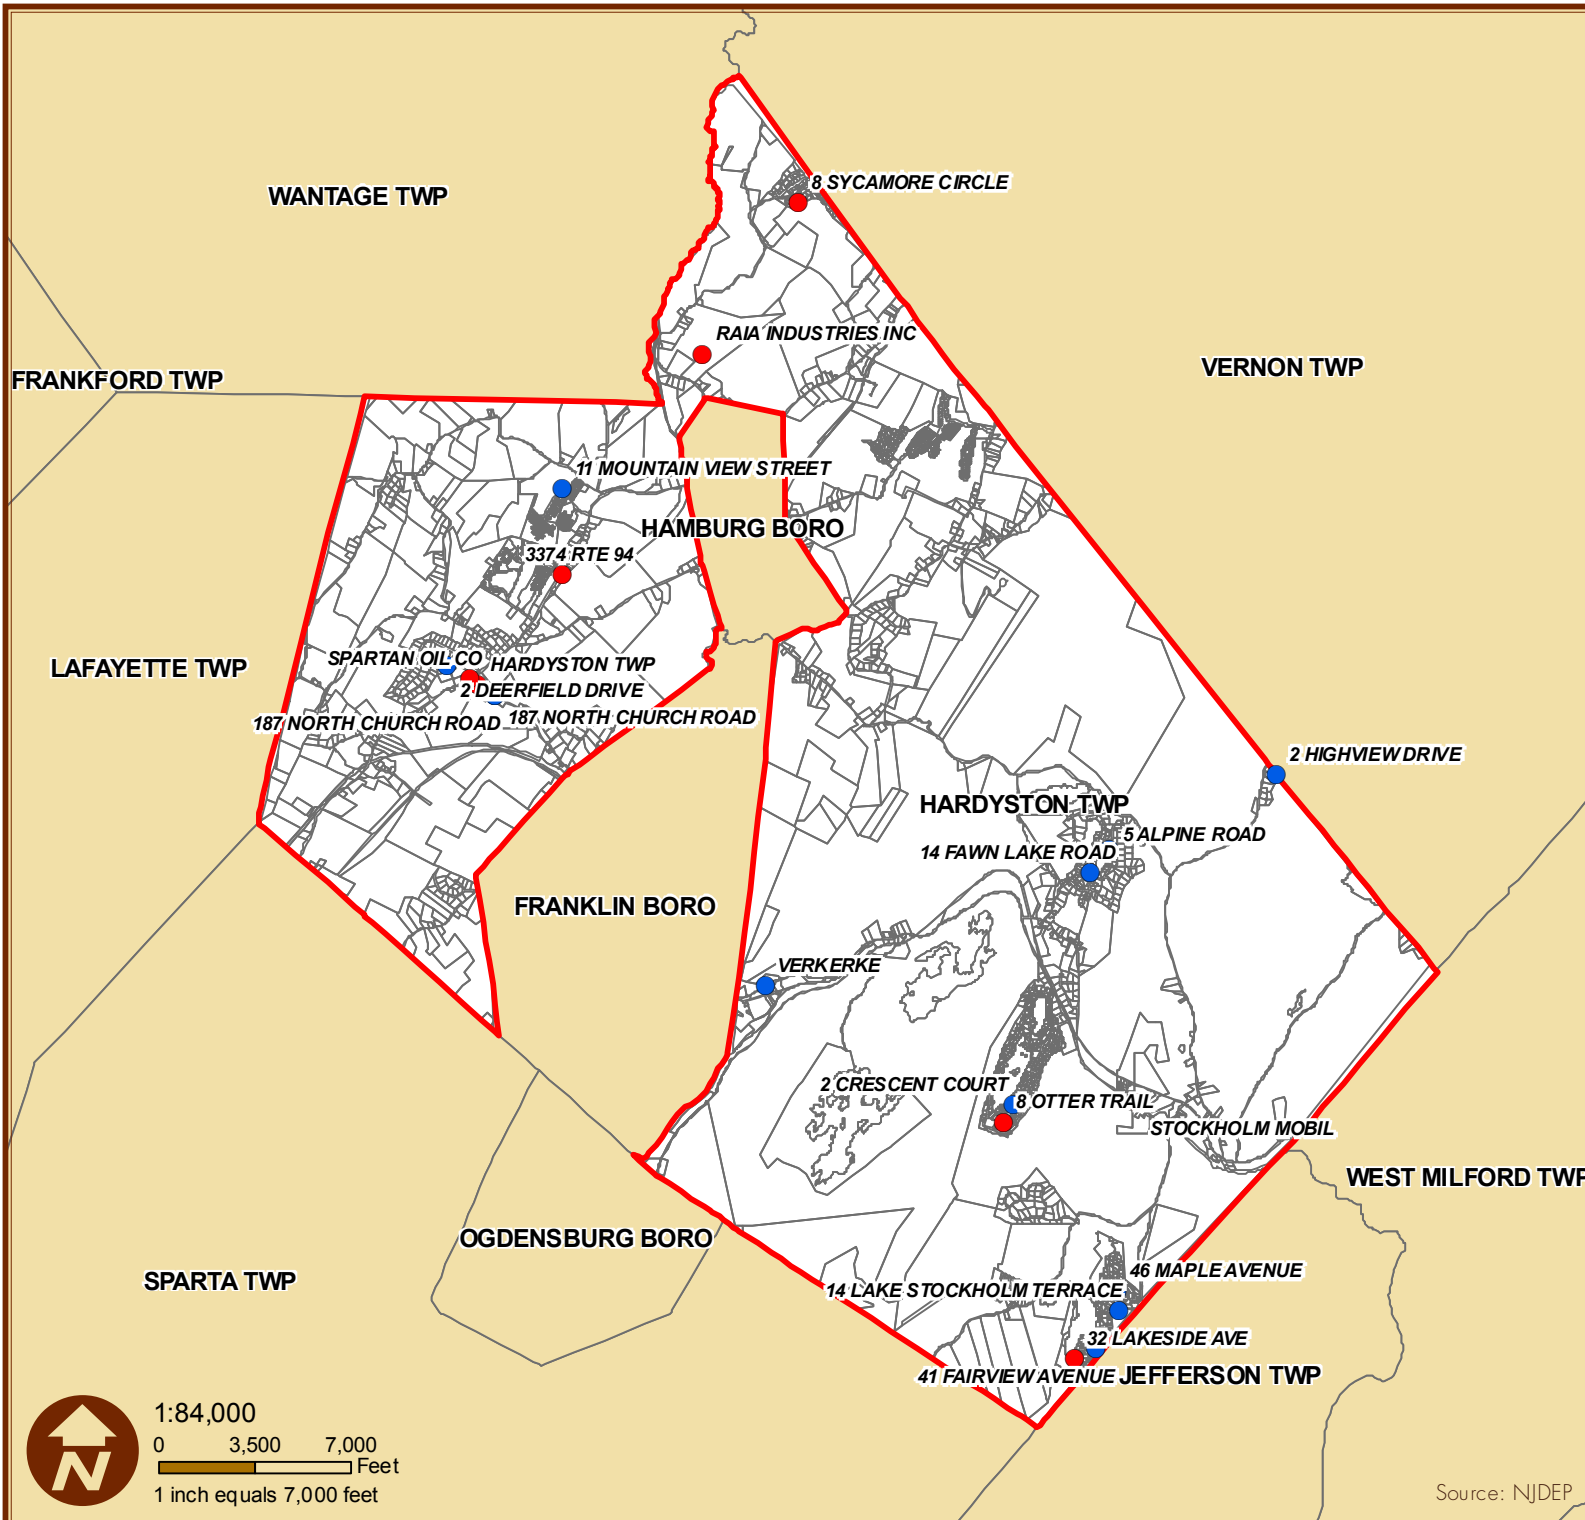 8 SYCAMORE CIRCLE
WANTAGE TWP
RAIA INDUSTRIES INC
VERNON TWP
FRANKFORD TWP
11 MOUNTAIN VIEW STREET
HAMBURG BORO
3374 RTE 94
SPARTAN OIL CO
HARDYSTON TWP
LAFAYETTE TWP
2 DEERFIELD DRIVE
187 NORTH CHURCH ROAD
187 NORTH CHURCH ROAD
2 HIGHVIEW DRIVE
HARDYSTON TWP
5 ALPINE ROAD
14 FAWN LAKE ROAD
FRANKLIN BORO
VERKERKE
2 CRESCENT COURT
8 OTTER TRAIL
STOCKHOLM MOBIL
WEST MILFORD TWP
OGDENSBURG BORO
SPARTA TWP
46 MAPLE AVENUE
14 LAKE STOCKHOLM TERRACE
32 LAKESIDE AVE
41 FAIRVIEW AVENUE
JEFFERSON TWP
N
1:84,000
0 3,500 7,000
Feet
1 inch equals 7,000 feet
Source: NJDEP